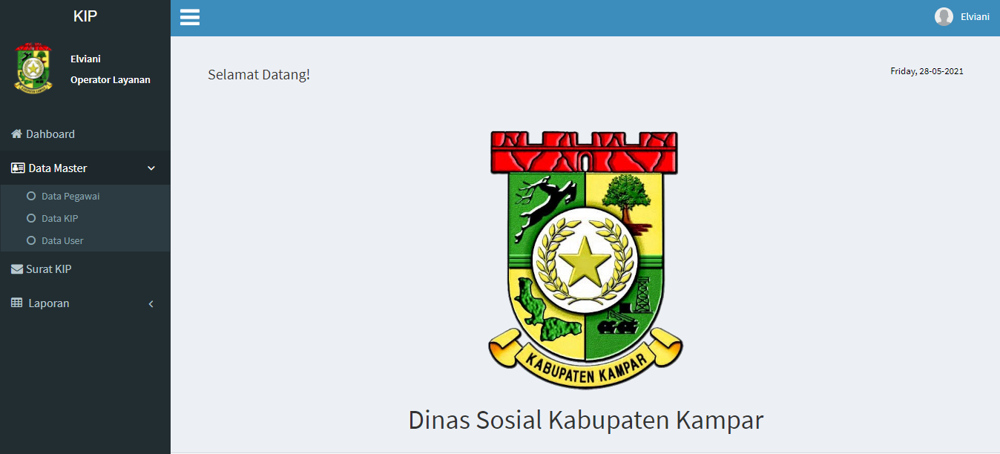 KIP
Elviani
Operator Layanan
Dahboard
Data Master
Data Pegawai
Data KIP
Data User
Surat KIP
Laporan
Elviani
Selamat Datang!
Friday, 28-05-2021
KABUPATEN KAMPAR
Dinas Sosial Kabupaten Kampar